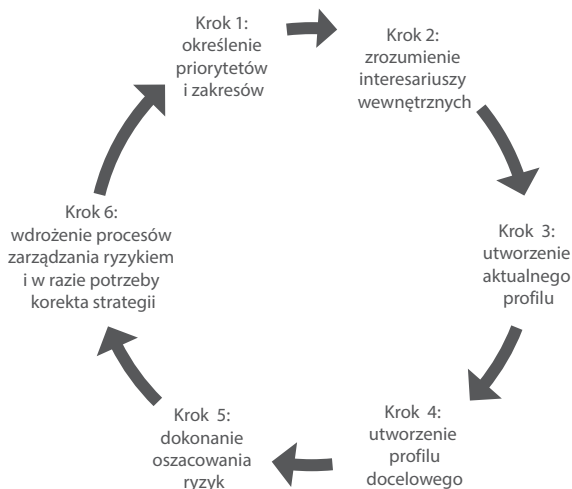 Krok 1:
określenie
priorytetów
i zakresów
Krok 2:
zrozumienie
interesariuszy
wewnętrznych
Krok 3:
utworzenie
aktualnego
profilu
Krok 4:
utworzenie
profilu
docelowego
Krok 5:
dokonanie
oszacowania
ryzyk
Krok 6:
wdrożenie procesów
zarządzania ryzykiem
i w razie potrzeby
korekta strategii